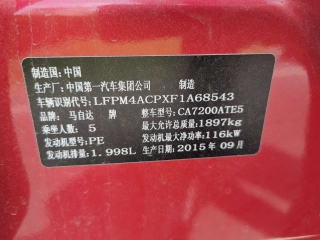 制造国:中国
生产厂名:中国第一汽车集团公司 制造
车辆识别代号:LFPM4ACPXF1A68543
品 牌:马自达 牌 整车型号:CA7200ATE5
乘坐人数:5 最大允许总质量:1897kg
发动机型号:PE 发动机最大净功率:116kW
发动机排量:1.998L 生产日期:2015年09月